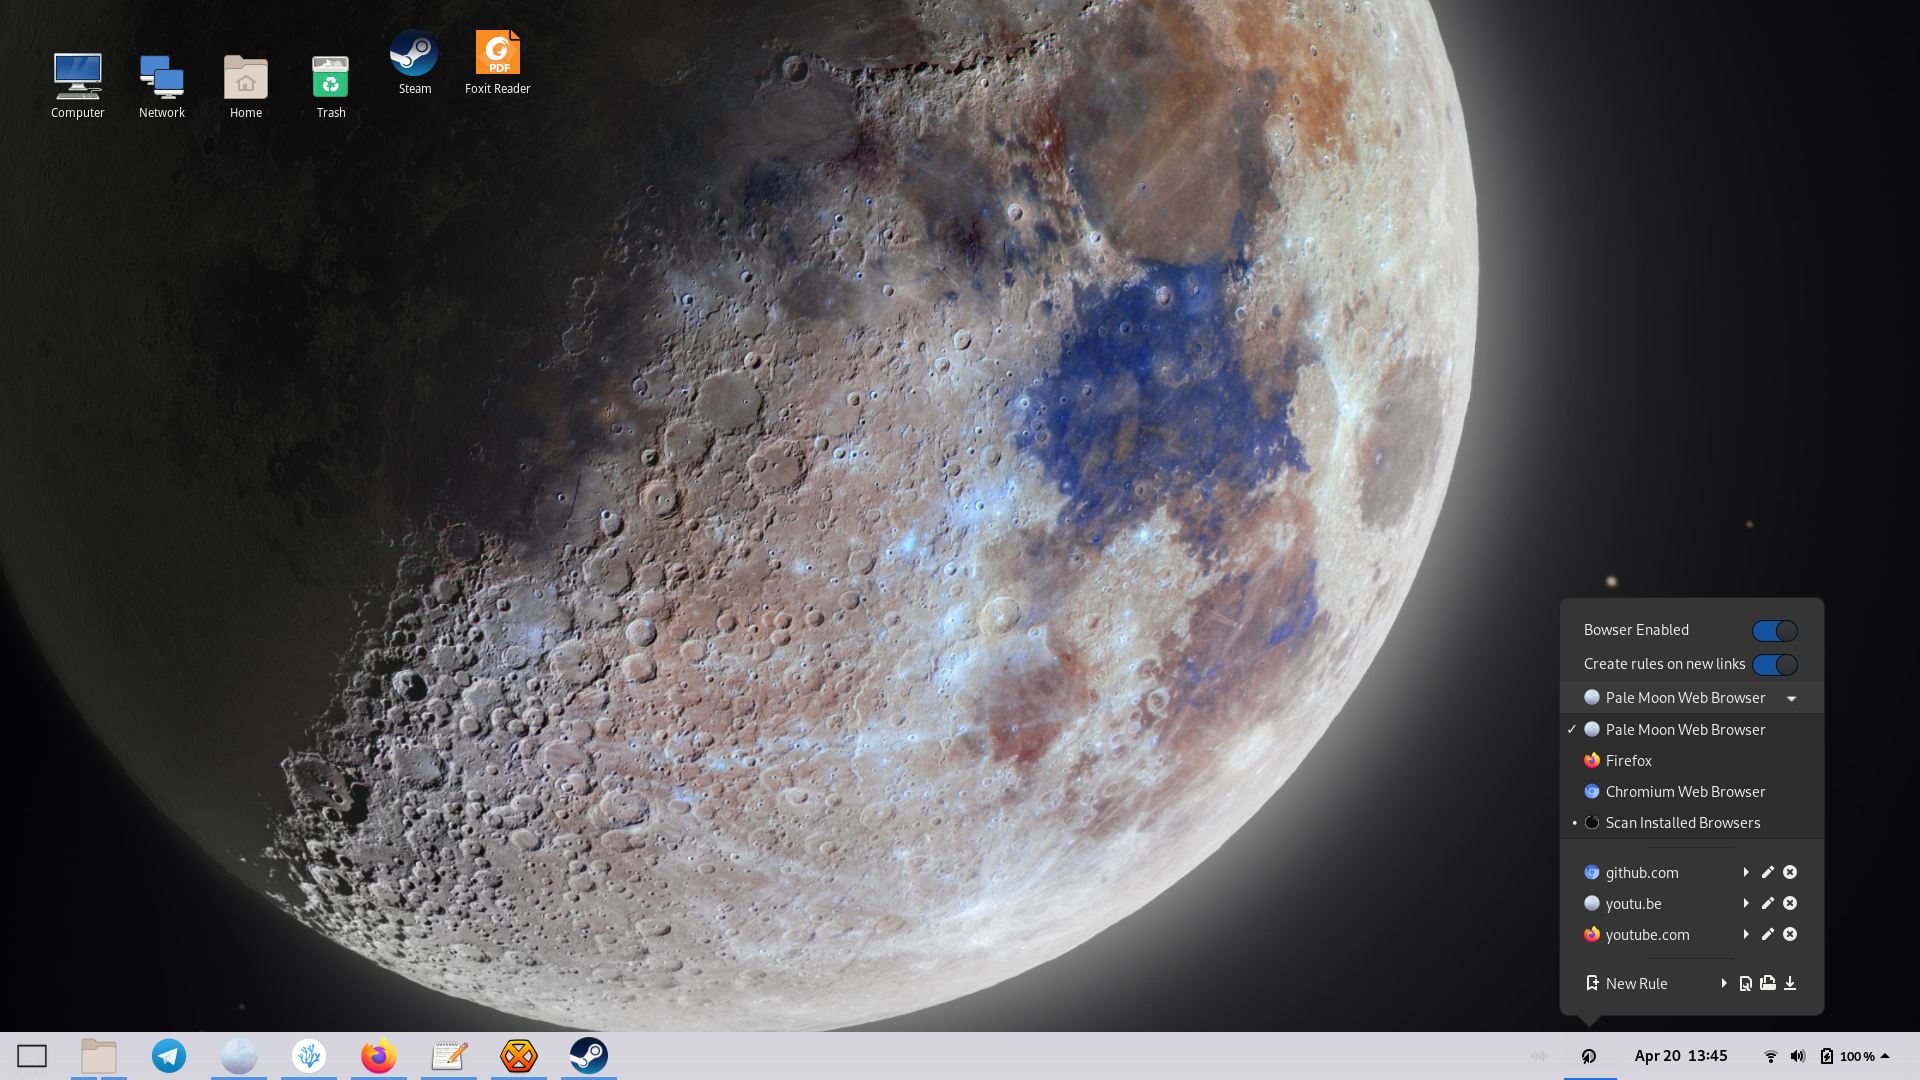 Computer
Network
Home
Trash
Steam
PDF
Foxit Reader
Bowser Enabled
Create rules on new links
Pale Moon Web Browser
✓ Pale Moon Web Browser
Firefox
Chromium Web Browser
• Scan Installed Browsers
github.com
youtu.be
youtube.com
New Rule
Apr 20 13:45
100 %